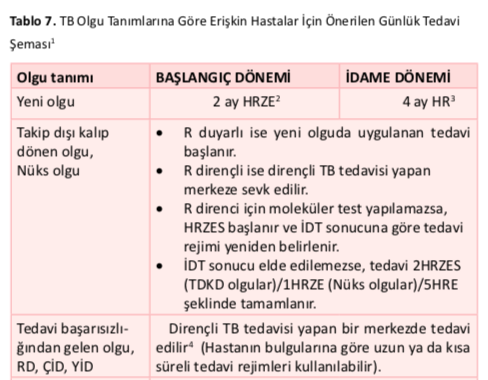 Tablo 7. TB Olgu Tanımlarına Göre Erişkin Hastalar İçin Önerilen Günlük Tedavi
Şeması¹
Olgu tanımı BAŞLANGIÇ DÖNEMİ İDAME DÖNEMİ
Yeni olgu 2 ay HRZE² 4 ay HR³
Takip dışı kalıp
dönen olgu,
Nüks olgu
• R duyarlı ise yeni olguda uygulanan tedavi
başlanır.
• R dirençli ise dirençli TB tedavisi yapan
merkeze sevk edilir.
• R direnci için moleküler test yapılamazsa,
HRZES başlanır ve İDT sonucuna göre tedavi
rejimi yeniden belirlenir.
• İDT sonucu elde edilemezse, tedavi 2HRZES
(TDKD olgular)/1HRZE (Nüks olgular)/5HRE
şeklinde tamamlanır.
Tedavi başarısızlı-
ğından gelen olgu,
RD, ÇİD, YİD
Dirençli TB tedavisi yapan bir merkezde tedavi
edilir⁴ (Hastanın bulgularına göre uzun ya da kısa
süreli tedavi rejimleri kullanılabilir).